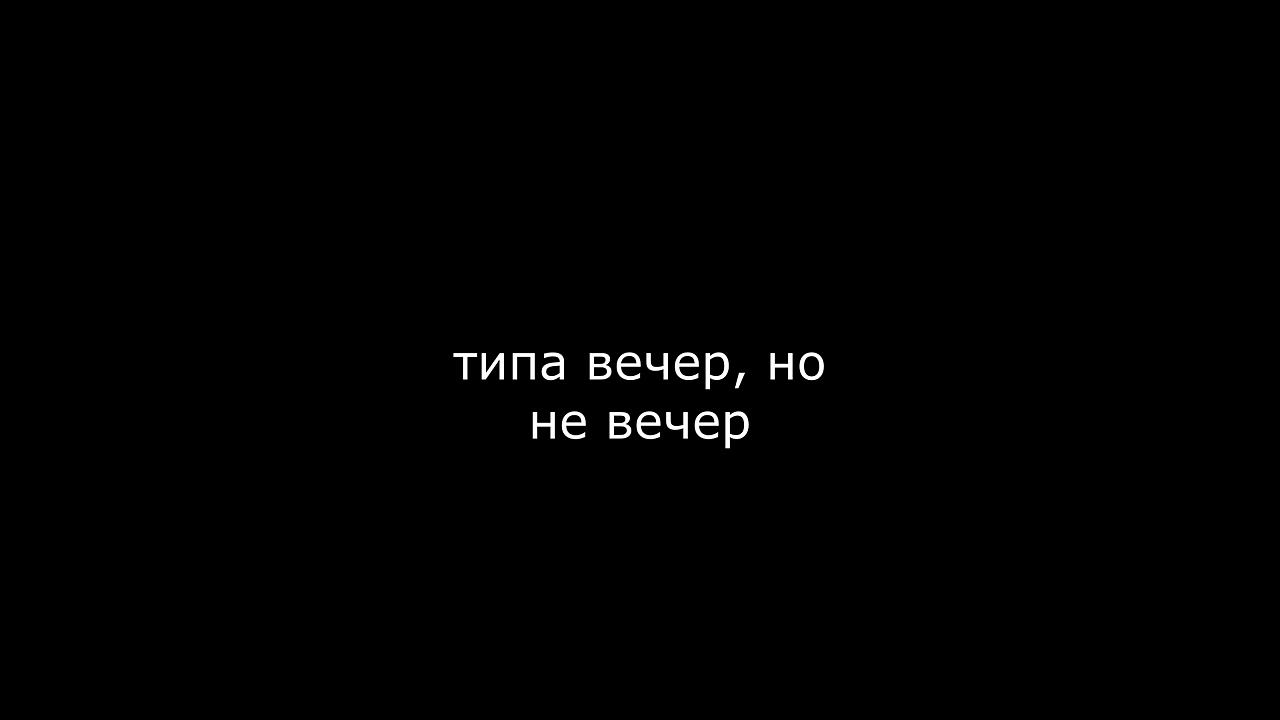 типа вечер, но
не вечер